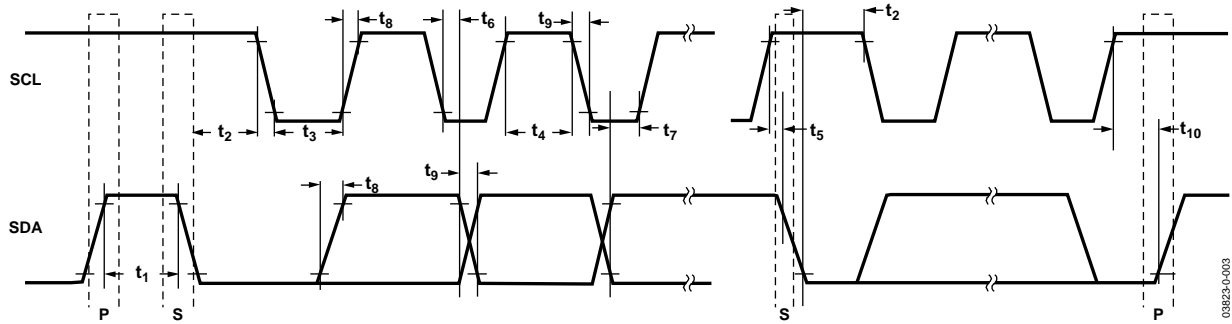 t8 t6 t9 t2
SCL
t2 t3 t4 t7 t5 t10
t9 t8
SDA
t1
P S S P
03823-0-003